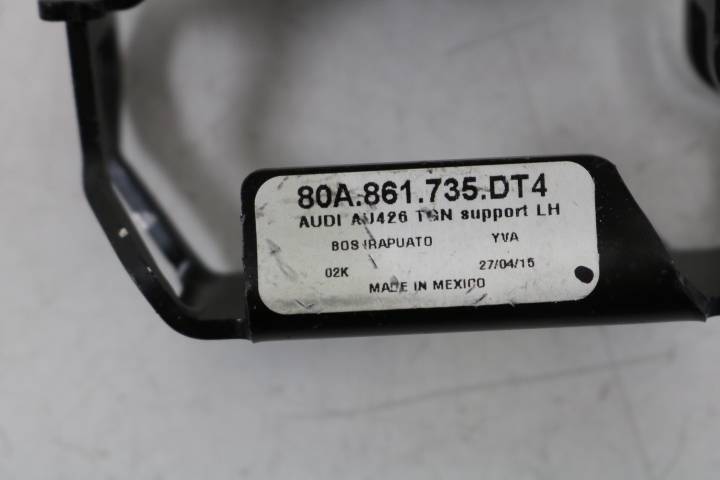 80A.861.735.DT4
AUDI AU426 TGN support LH
BOS IRAPUATO YVA
02K 27/04/15
MADE IN MEXICO